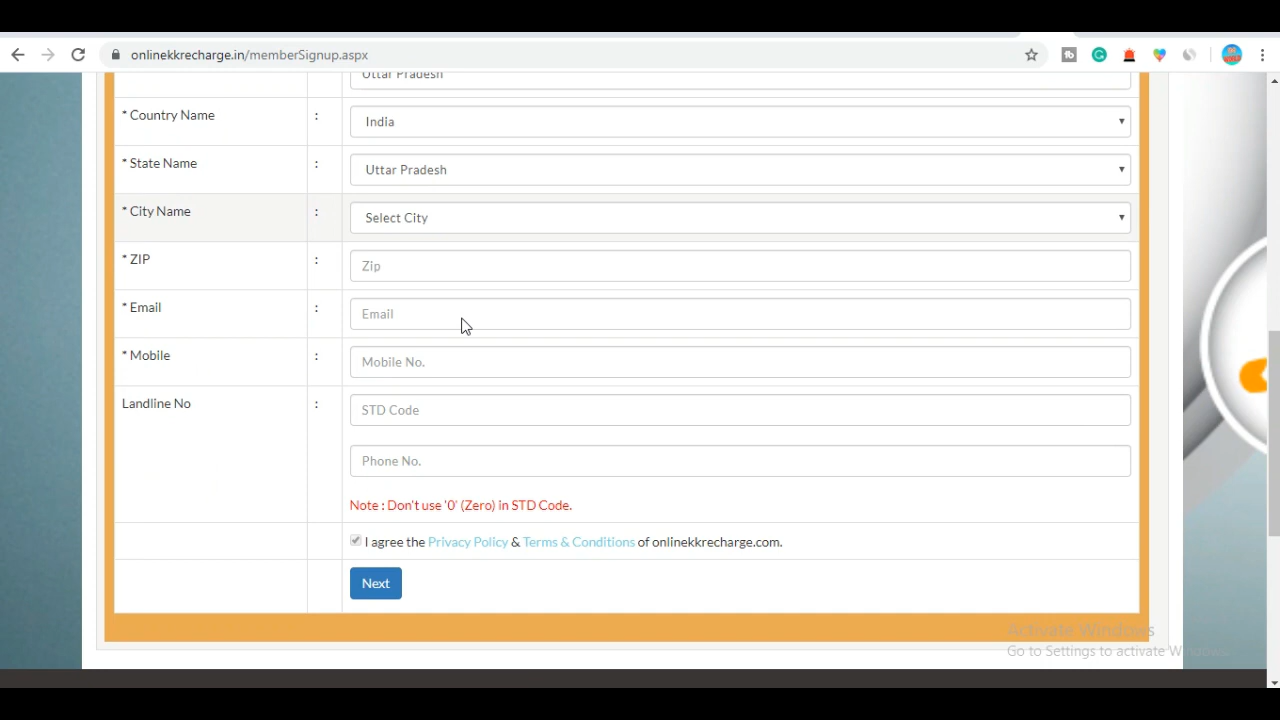 onlinekkrecharge.in/memberSignup.aspx
Uttar Pradesh
* Country Name : India
* State Name : Uttar Pradesh
* City Name : Select City
* ZIP : Zip
* Email : Email
* Mobile : Mobile No.
Landline No : STD Code
Phone No.
Note : Don't use '0' (Zero) in STD Code.
I agree the Privacy Policy & Terms & Conditions of onlinekkrecharge.com.
Next
Activate Windows
Go to Settings to activate Windows.